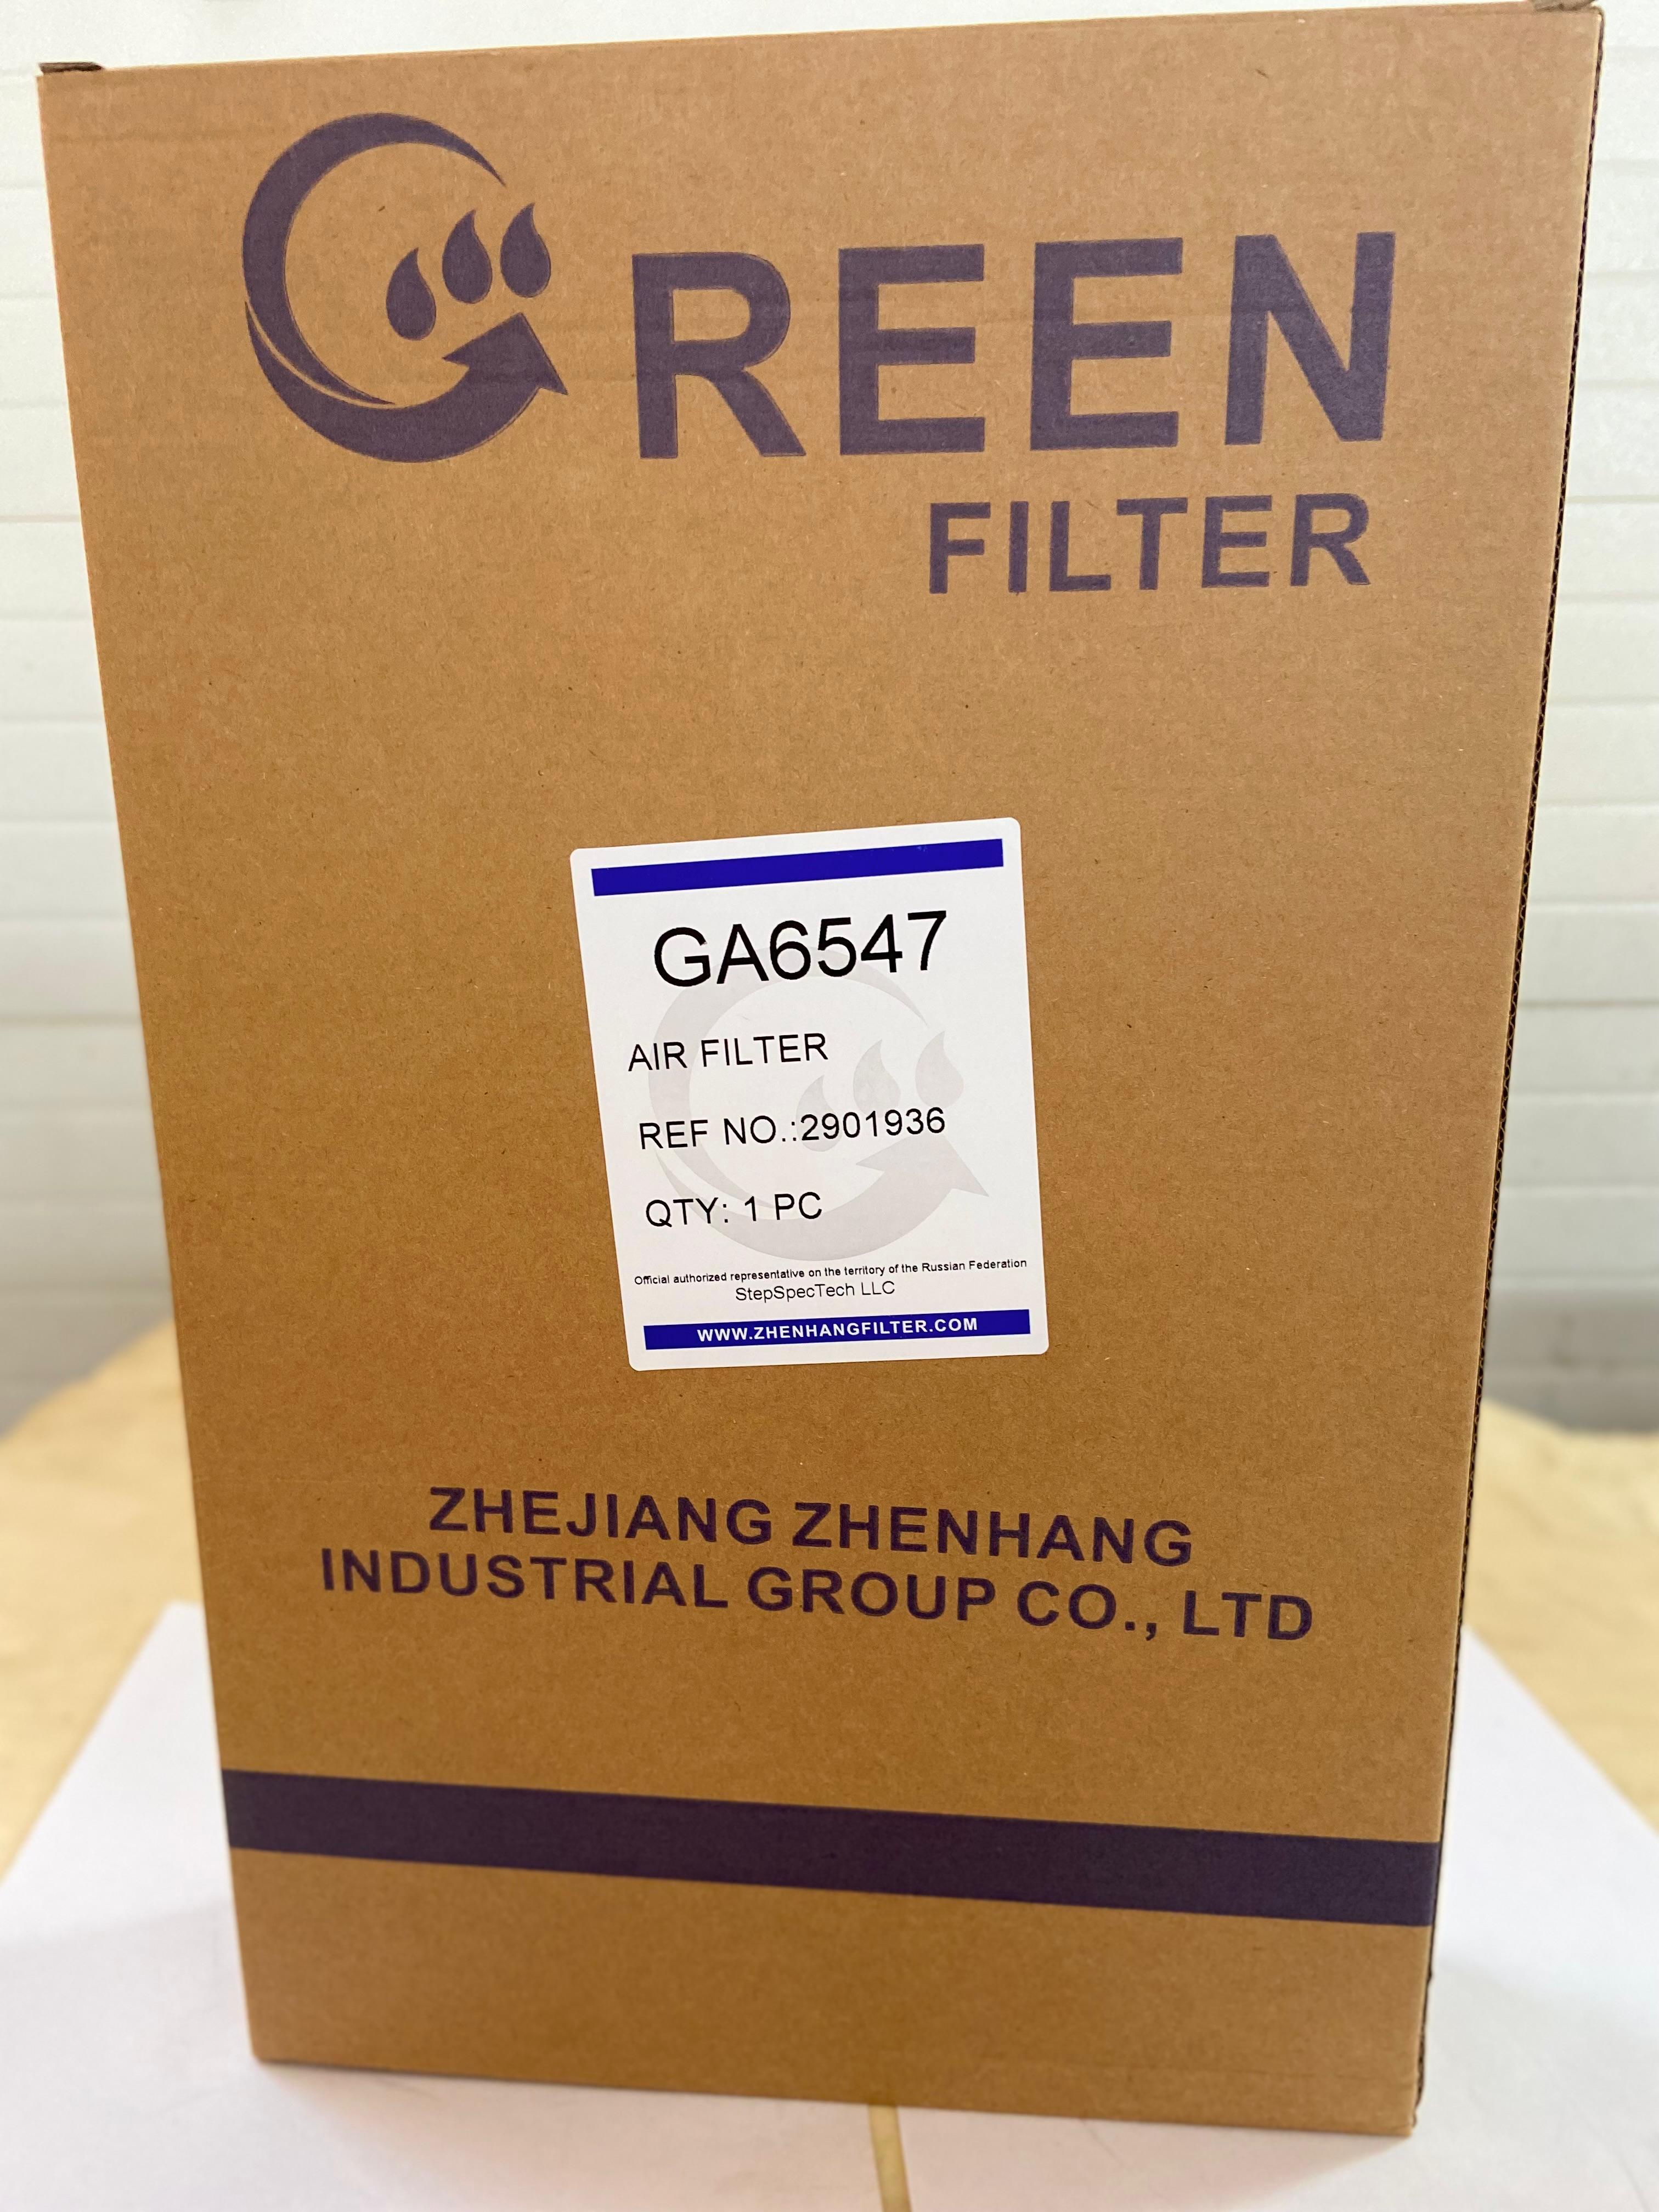 GREEN
FILTER
GA6547
AIR FILTER
REF NO.:2901936
QTY: 1 PC
Official authorized representative on the territory of the Russian Federation
StepSpecTech LLC
WWW.ZHENHANGFILTER.COM
ZHEJIANG ZHENHANG
INDUSTRIAL GROUP CO., LTD